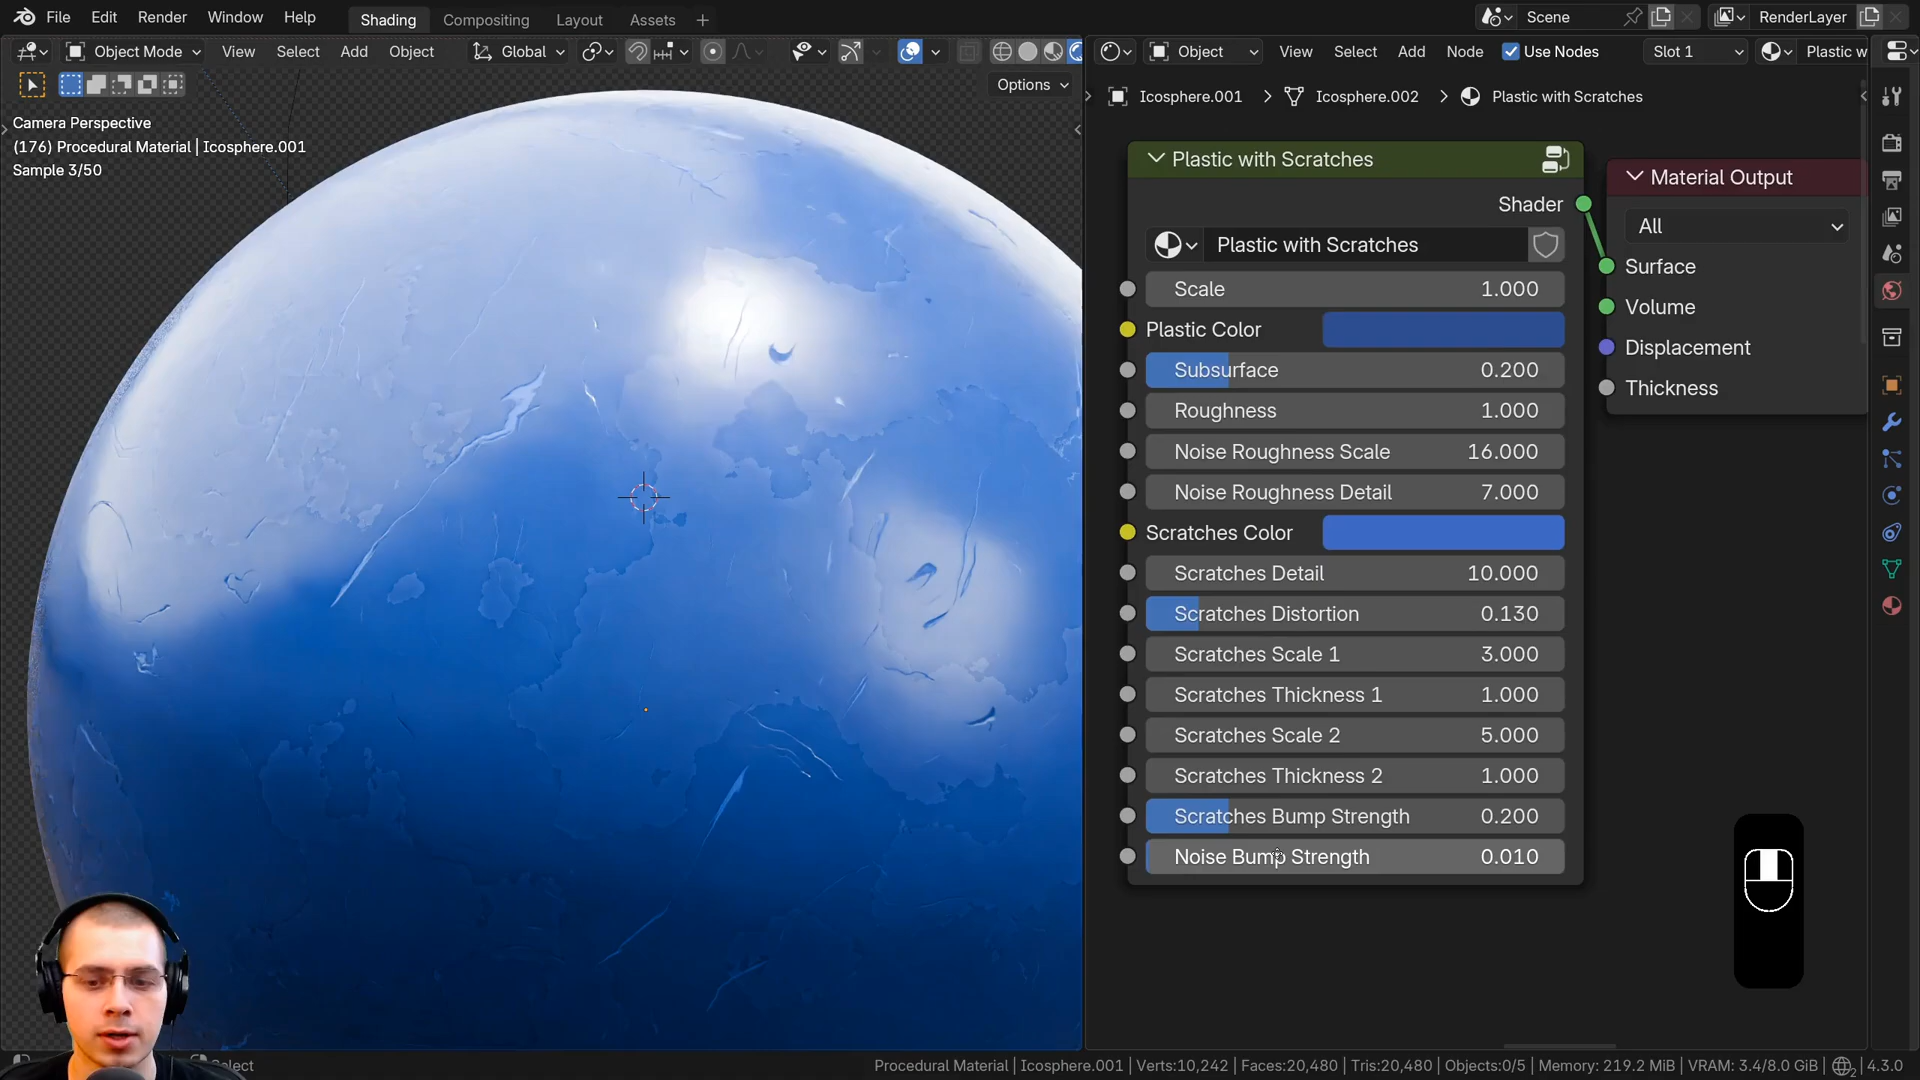 File Edit Render Window Help Shading Compositing Layout Assets Scene RenderLayer
Object Mode View Select Add Object Global Object View Select Add Node Use Nodes Slot 1 Plastic w
Options
Icosphere.001 > Icosphere.002 > Plastic with Scratches
Camera Perspective
(176) Procedural Material | Icosphere.001
Sample 3/50
Plastic with Scratches
Shader
Plastic with Scratches
Scale 1.000
Plastic Color
Subsurface 0.200
Roughness 1.000
Noise Roughness Scale 16.000
Noise Roughness Detail 7.000
Scratches Color
Scratches Detail 10.000
Scratches Distortion 0.130
Scratches Scale 1 3.000
Scratches Thickness 1 1.000
Scratches Scale 2 5.000
Scratches Thickness 2 1.000
Scratches Bump Strength 0.200
Noise Bump Strength 0.010
Material Output
All
Surface
Volume
Displacement
Thickness
Procedural Material | Icosphere.001 | Verts:10,242 | Faces:20,480 | Tris:20,480 | Objects:0/5 | Memory: 219.2 MiB | VRAM: 3.4/8.0 GiB | 4.3.0